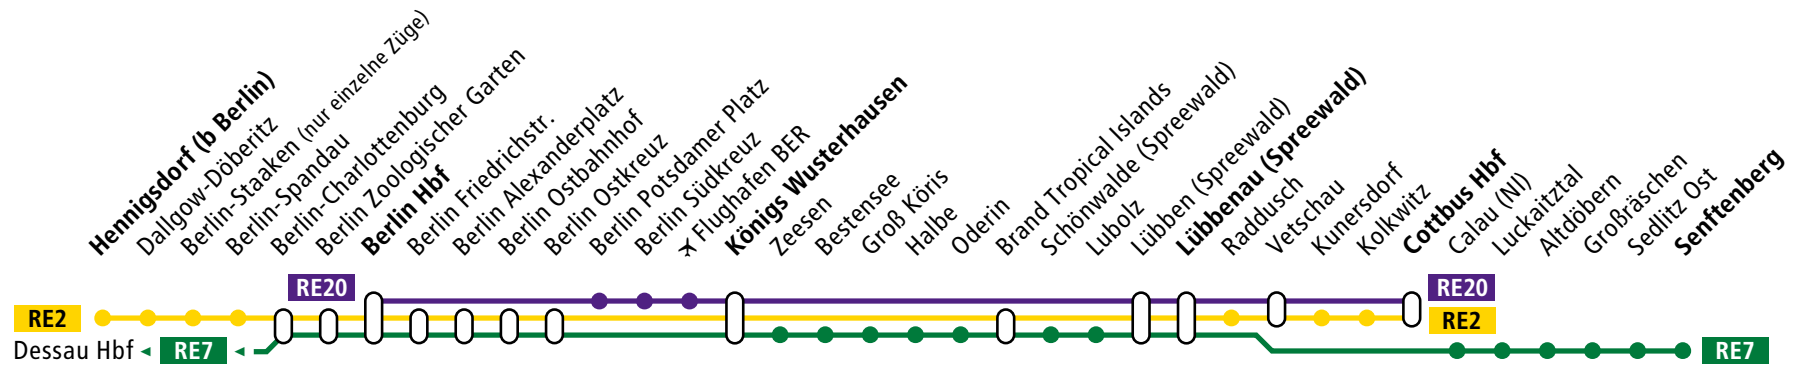 Hennigsdorf (b Berlin)
Dallgow-Döberitz
Berlin-Staaken (nur einzelne Züge)
Berlin-Spandau
Berlin-Charlottenburg
Berlin Zoologischer Garten
Berlin Hbf
Berlin Friedrichstr.
Berlin Alexanderplatz
Berlin Ostbahnhof
Berlin Ostkreuz
Berlin Potsdamer Platz
Berlin Südkreuz
Flughafen BER
Königs Wusterhausen
Zeesen
Bestensee
Groß Köris
Halbe
Oderin
Brand Tropical Islands
Schönwalde (Spreewald)
Lubolz
Lübben (Spreewald)
Lübbenau (Spreewald)
Raddusch
Vetschau
Kunersdorf
Kolkwitz
Cottbus Hbf
Calau (NI)
Luckaitztal
Altdöbern
Großräschen
Sedlitz Ost
Senftenberg
RE20
RE20
RE2
RE2
Dessau Hbf
RE7
RE7